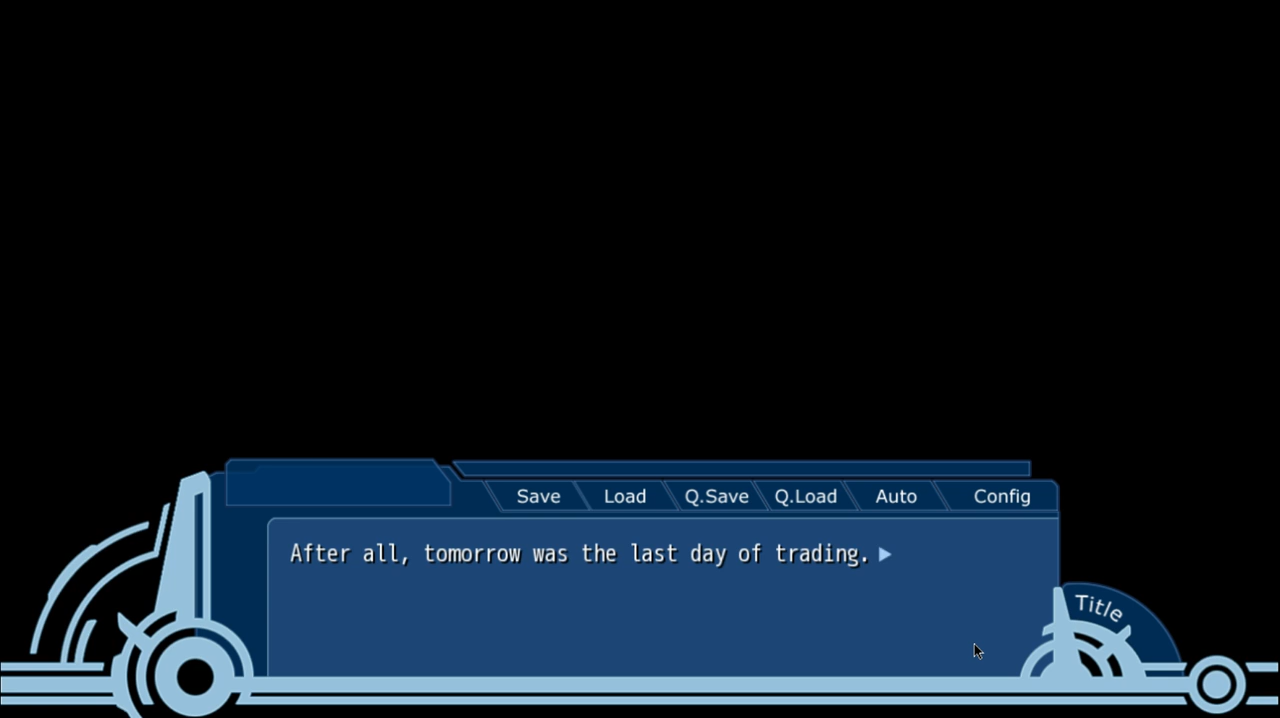 Save Load Q.Save Q.Load Auto Config
After all, tomorrow was the last day of trading.
Title